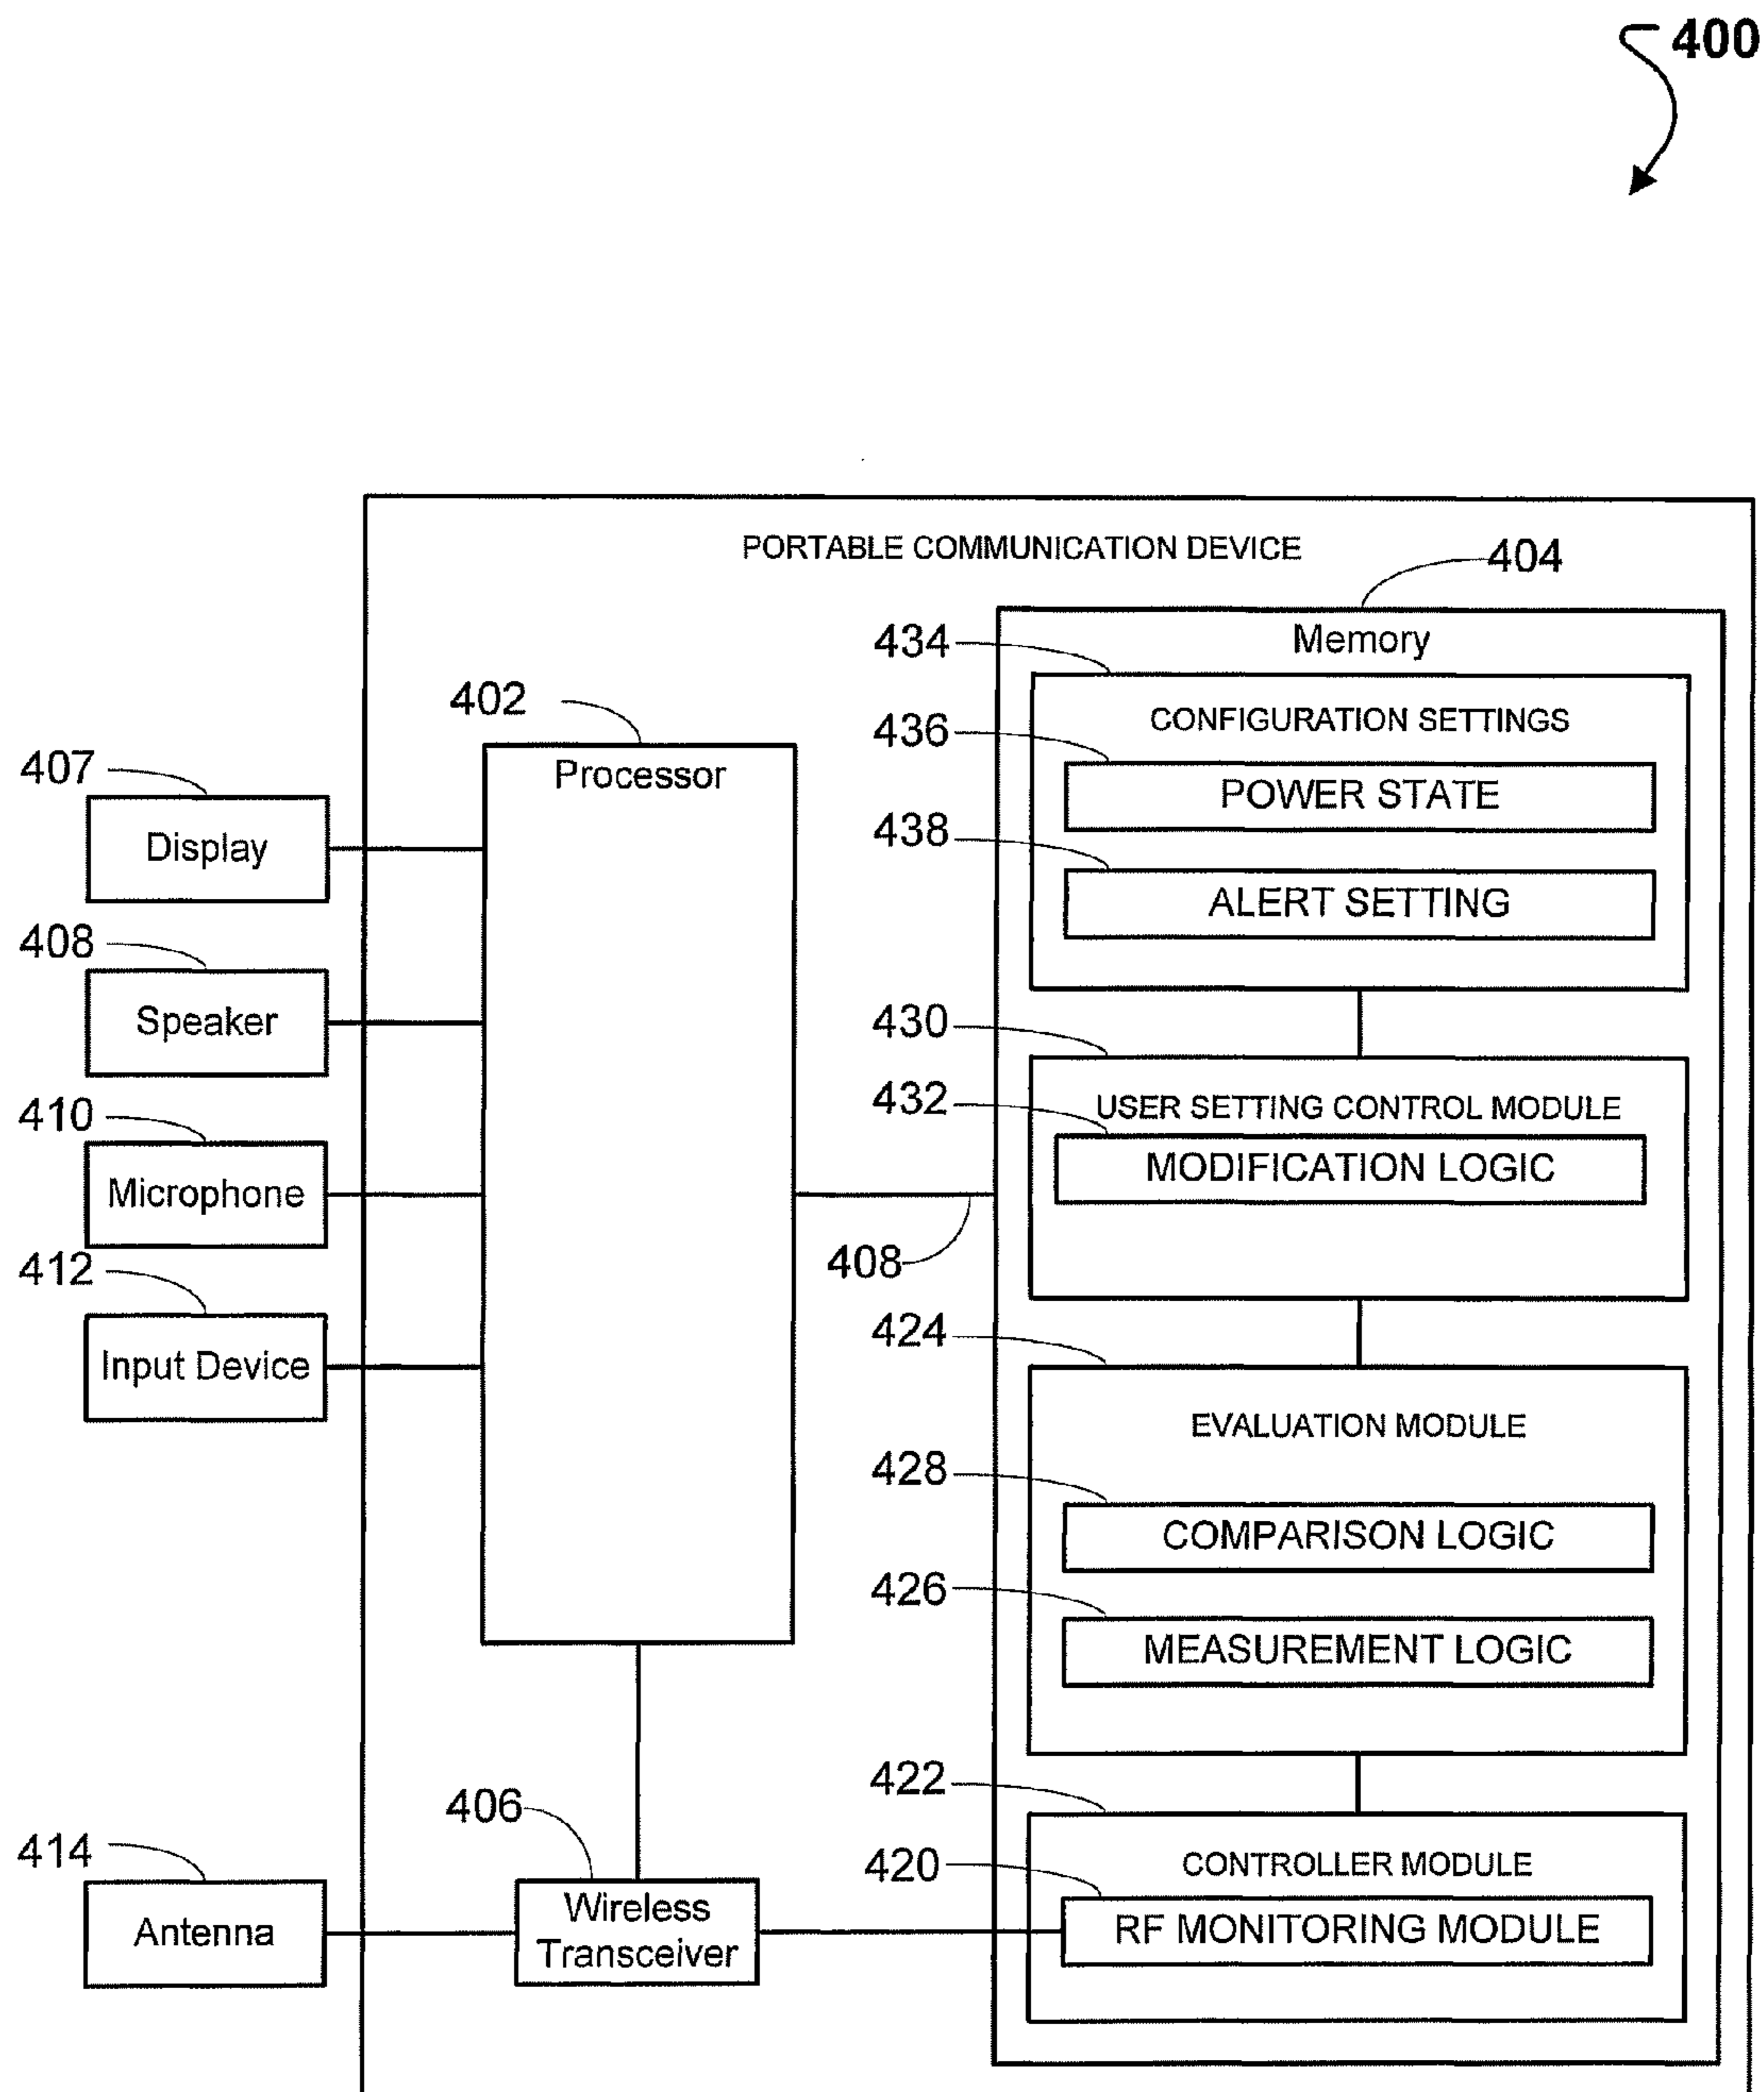 400
PORTABLE COMMUNICATION DEVICE
404
Memory
434
CONFIGURATION SETTINGS
402
436
Processor
POWER STATE
407
Display
438
ALERT SETTING
408
Speaker
430
USER SETTING CONTROL MODULE
410
432
MODIFICATION LOGIC
Microphone
408
412
Input Device
424
EVALUATION MODULE
428
COMPARISON LOGIC
426
MEASUREMENT LOGIC
422
406
CONTROLLER MODULE
414
420
Antenna
Wireless
Transceiver
RF MONITORING MODULE